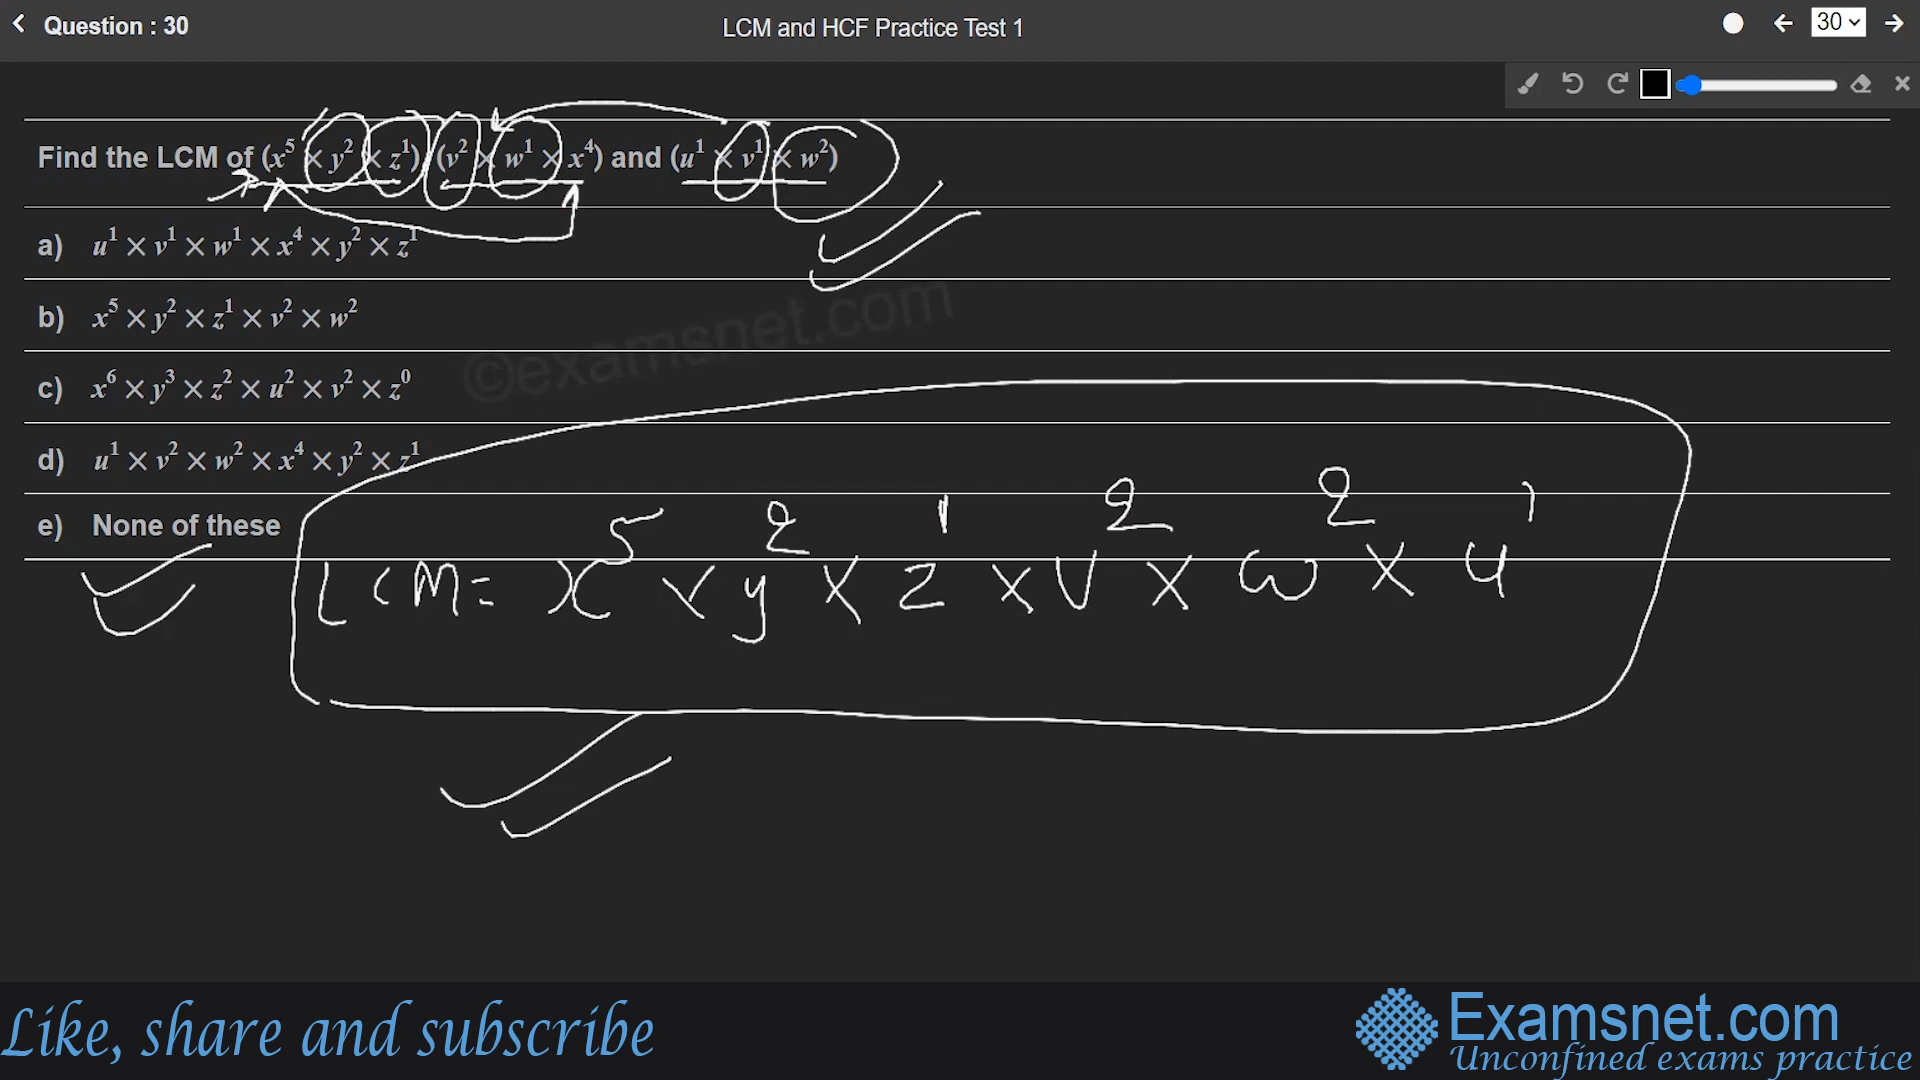 Question : 30
LCM and HCF Practice Test 1
30
Find the LCM of (x⁵ × y² × z¹), (v² × w¹ × x⁴) and (u¹ × v¹ × w²)
a) u¹ × v¹ × w¹ × x⁴ × y² × z¹
b) x⁵ × y² × z¹ × v² × w²
©examsnet.com
c) x⁶ × y³ × z² × u² × v² × z⁰
d) u¹ × v² × w² × x⁴ × y² × z¹
e) None of these
LCM = x⁵ × y² × z¹ × v² × w² × u¹
Like, share and subscribe
Examsnet.com
Unconfined exams practice